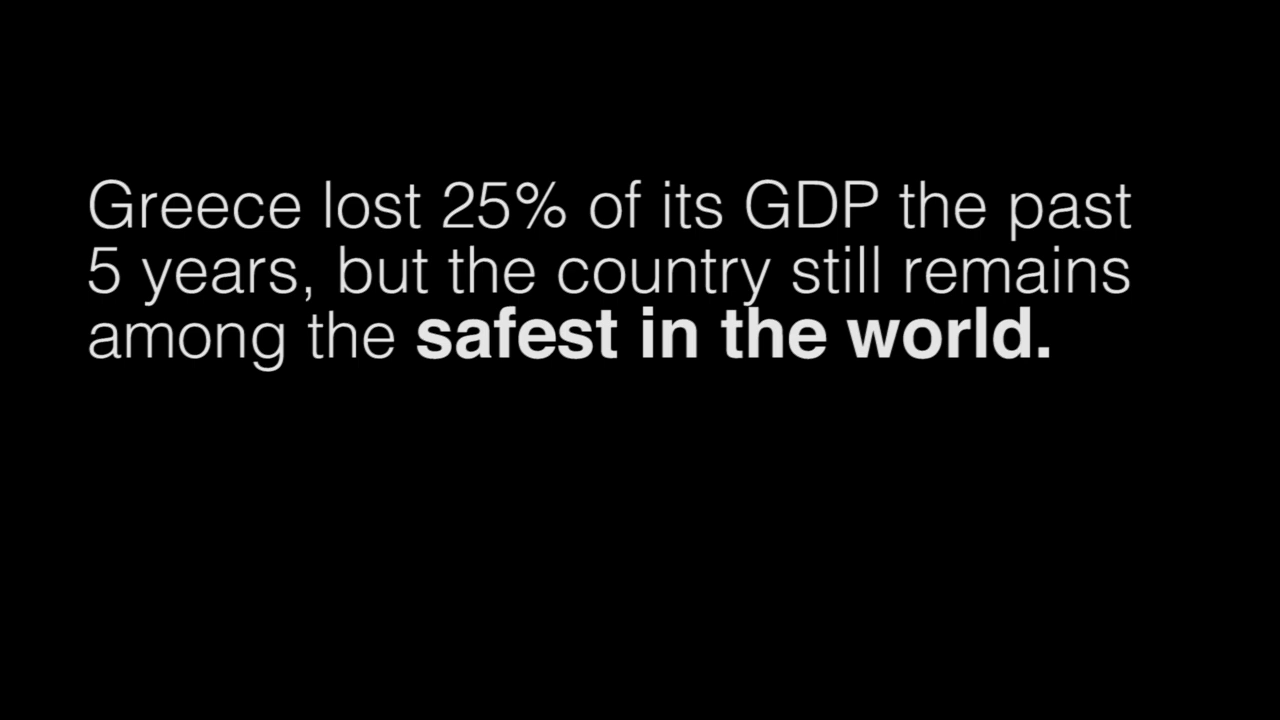 Greece lost 25% of its GDP the past
5 years, but the country still remains
among the safest in the world.